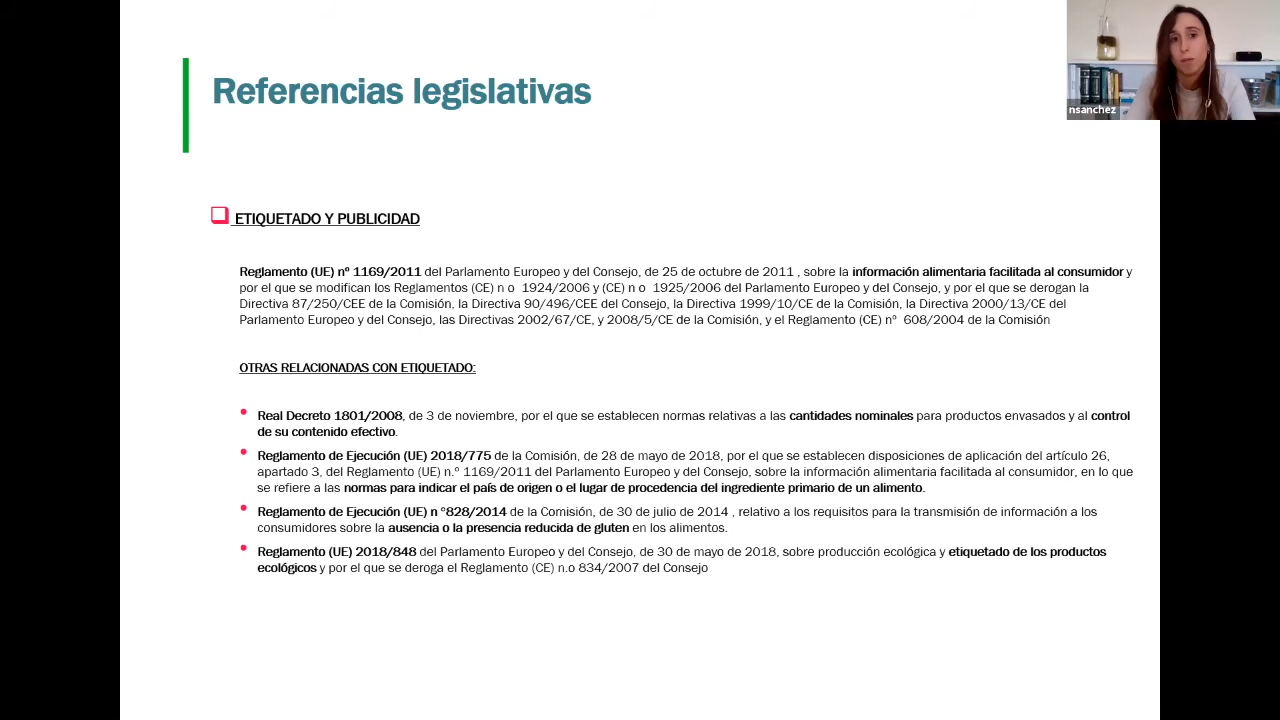 Referencias legislativas
nsanchez
ETIQUETADO Y PUBLICIDAD
Reglamento (UE) nº 1169/2011 del Parlamento Europeo y del Consejo, de 25 de octubre de 2011 , sobre la información alimentaria facilitada al consumidor y
por el que se modifican los Reglamentos (CE) n o 1924/2006 y (CE) n o 1925/2006 del Parlamento Europeo y del Consejo, y por el que se derogan la
Directiva 87/250/CEE de la Comisión, la Directiva 90/496/CEE del Consejo, la Directiva 1999/10/CE de la Comisión, la Directiva 2000/13/CE del
Parlamento Europeo y del Consejo, las Directivas 2002/67/CE, y 2008/5/CE de la Comisión, y el Reglamento (CE) nº 608/2004 de la Comisión
OTRAS RELACIONADAS CON ETIQUETADO:
• Real Decreto 1801/2008, de 3 de noviembre, por el que se establecen normas relativas a las cantidades nominales para productos envasados y al control
de su contenido efectivo.
• Reglamento de Ejecución (UE) 2018/775 de la Comisión, de 28 de mayo de 2018, por el que se establecen disposiciones de aplicación del artículo 26,
apartado 3, del Reglamento (UE) n.º 1169/2011 del Parlamento Europeo y del Consejo, sobre la información alimentaria facilitada al consumidor, en lo que
se refiere a las normas para indicar el país de origen o el lugar de procedencia del ingrediente primario de un alimento.
• Reglamento de Ejecución (UE) n °828/2014 de la Comisión, de 30 de julio de 2014 , relativo a los requisitos para la transmisión de información a los
consumidores sobre la ausencia o la presencia reducida de gluten en los alimentos.
• Reglamento (UE) 2018/848 del Parlamento Europeo y del Consejo, de 30 de mayo de 2018, sobre producción ecológica y etiquetado de los productos
ecológicos y por el que se deroga el Reglamento (CE) n.o 834/2007 del Consejo